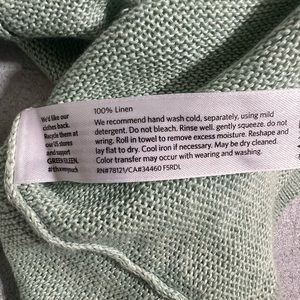 We'd like our
clothes back.
Recycle them at
our US stores
and support
GREEN EILEEN.
100% Linen
We recommend hand wash cold, separately, using mild
detergent. Do not bleach. Rinse well, gently squeeze. do not
wring. Roll in towel to remove excess moisture. Reshape and
lay flat to dry. Cool iron if necessary. May be dry cleaned.
Color transfer may occur with wearing and washing.
RN#78121/CA#34460 F5RDL